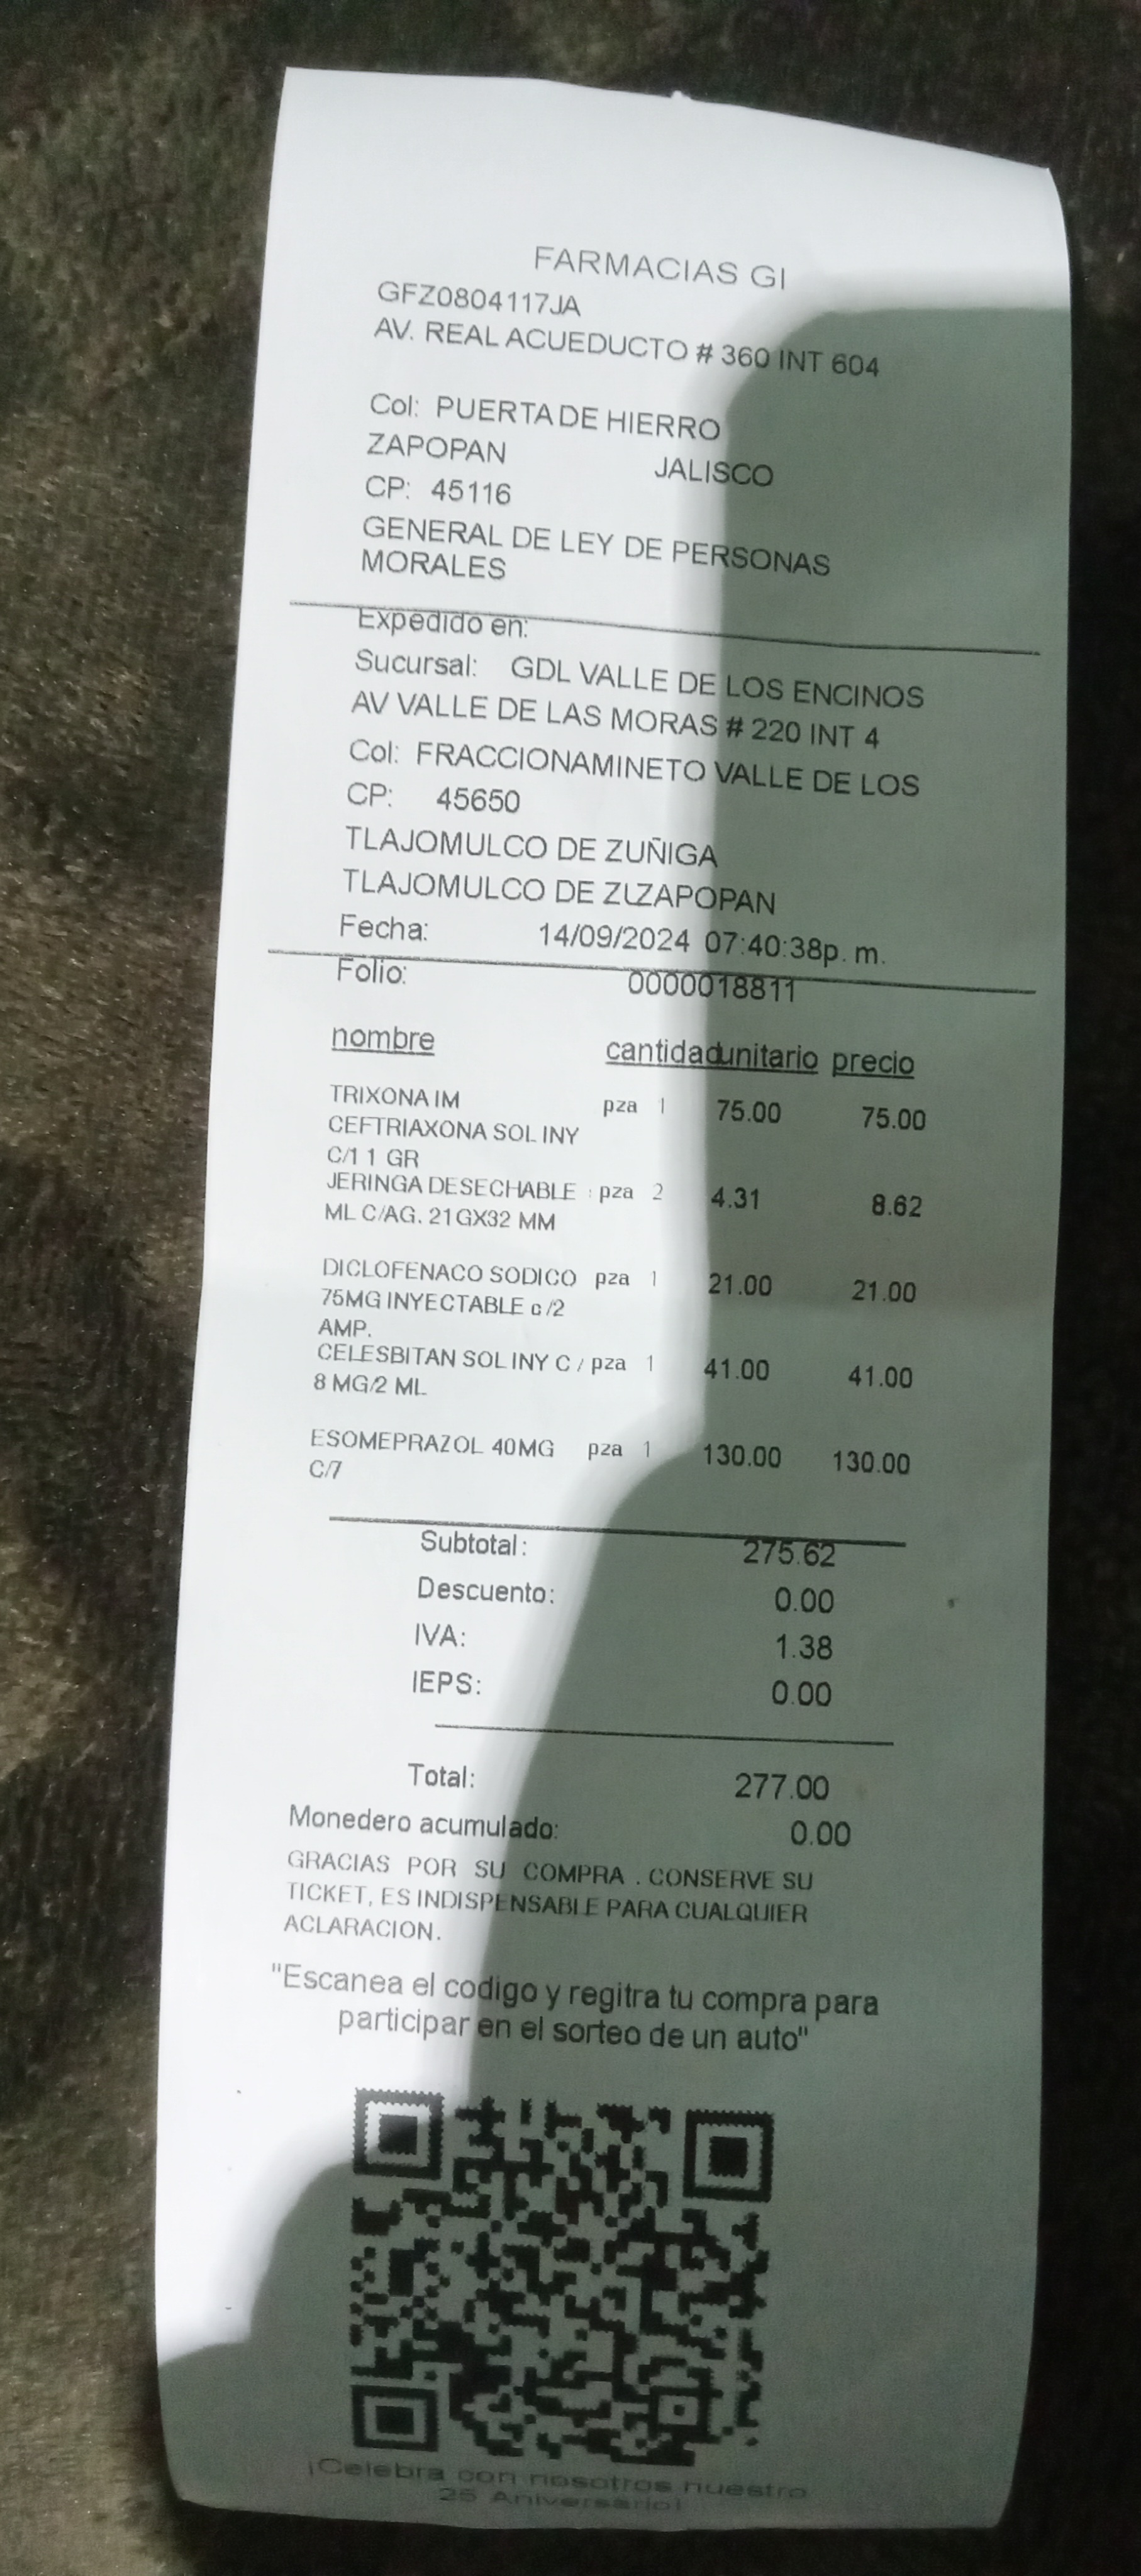 FARMACIAS GI
GFZ0804117JA
AV. REAL ACUEDUCTO # 360 INT 604
Col: PUERTA DE HIERRO
ZAPOPAN JALISCO
CP: 45116
GENERAL DE LEY DE PERSONAS
MORALES
Expedido en:
Sucursal: GDL VALLE DE LOS ENCINOS
AV VALLE DE LAS MORAS # 220 INT 4
Col: FRACCIONAMINETO VALLE DE LOS
CP: 45650
TLAJOMULCO DE ZUÑIGA
TLAJOMULCO DE ZUZAPOPAN
Fecha: 14/09/2024 07:40:38p. m.
Folio: 0000018811
nombre cantidad unitario precio
TRIXONA IM pza 1 75.00 75.00
CEFTRIAXONA SOL INY
C/1 1 GR
JERINGA DESECHABLE pza 2 4.31 8.62
ML C/AG. 21GX32 MM
DICLOFENACO SODICO pza 1 21.00 21.00
75MG INYECTABLE c/2
AMP.
CELESBITAN SOL INY C / pza 1 41.00 41.00
8 MG/2 ML
ESOMEPRAZOL 40MG pza 1 130.00 130.00
C/7
Subtotal: 275.62
Descuento: 0.00
IVA: 1.38
IEPS: 0.00
Total: 277.00
Monedero acumulado: 0.00
GRACIAS POR SU COMPRA . CONSERVE SU
TICKET, ES INDISPENSABLE PARA CUALQUIER
ACLARACION.
"Escanea el codigo y regitra tu compra para
participar en el sorteo de un auto"
¡Celebra con nosotros nuestro
25 Aniversario!